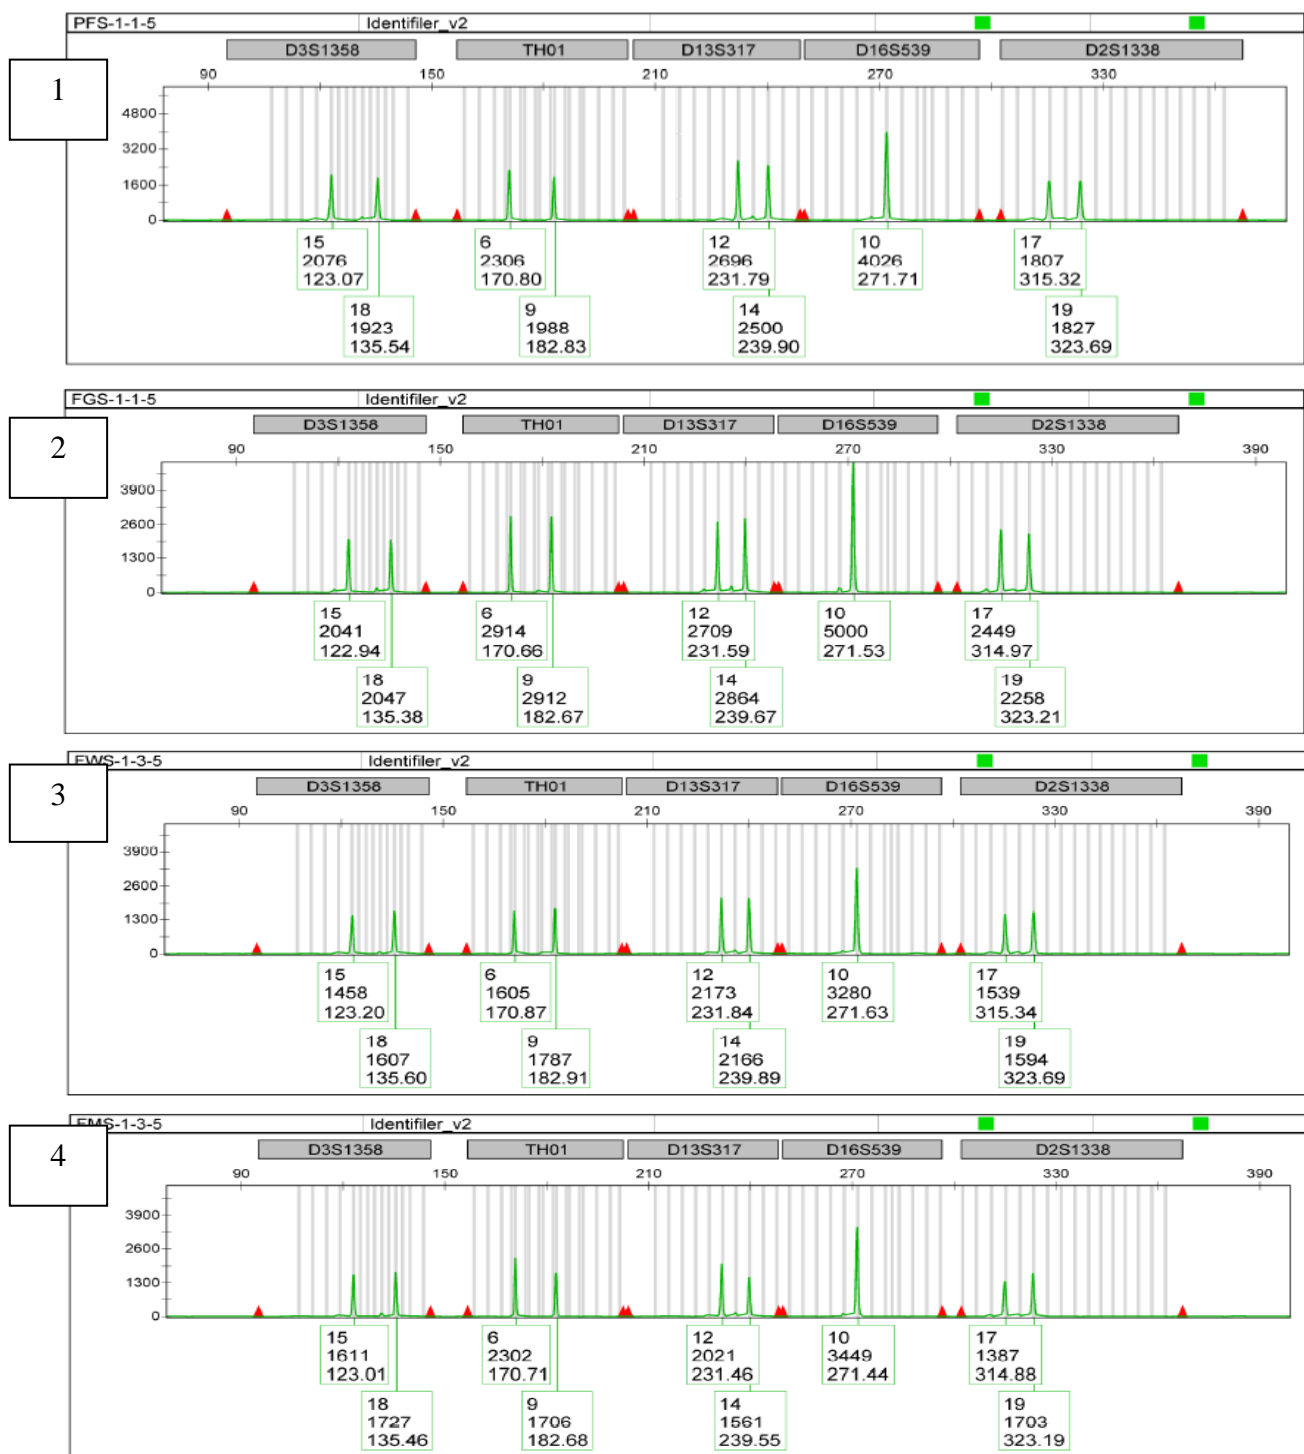 PFS-1-1-5 Identifiler_v2
D3S1358 TH01 D13S317 D16S539 D2S1338
90 150 210 270 330
1
4800
3200
1600
0
15 6 12 10 17
2076 2306 2696 4026 1807
123.07 170.80 231.79 271.71 315.32
18 9 14 19
1923 1988 2500 1827
135.54 182.83 239.90 323.69
FGS-1-1-5 Identifiler_v2
D3S1358 TH01 D13S317 D16S539 D2S1338
2
90 150 210 270 330 390
3900
2600
1300
0
15 6 12 10 17
2041 2914 2709 5000 2449
122.94 170.66 231.59 271.53 314.97
18 9 14 19
2047 2912 2864 2258
135.38 182.67 239.67 323.21
FWS-1-3-5 Identifiler_v2
D3S1358 TH01 D13S317 D16S539 D2S1338
3
90 150 210 270 330 390
3900
2600
1300
0
15 6 12 10 17
1458 1605 2173 3280 1539
123.20 170.87 231.84 271.63 315.34
18 9 14 19
1607 1787 2166 1594
135.60 182.91 239.89 323.69
FMS-1-3-5 Identifiler_v2
D3S1358 TH01 D13S317 D16S539 D2S1338
4
90 150 210 270 330 390
3900
2600
1300
0
15 6 12 10 17
1611 2302 2021 3449 1387
123.01 170.71 231.46 271.44 314.88
18 9 14 19
1727 1706 1561 1703
135.46 182.68 239.55 323.19